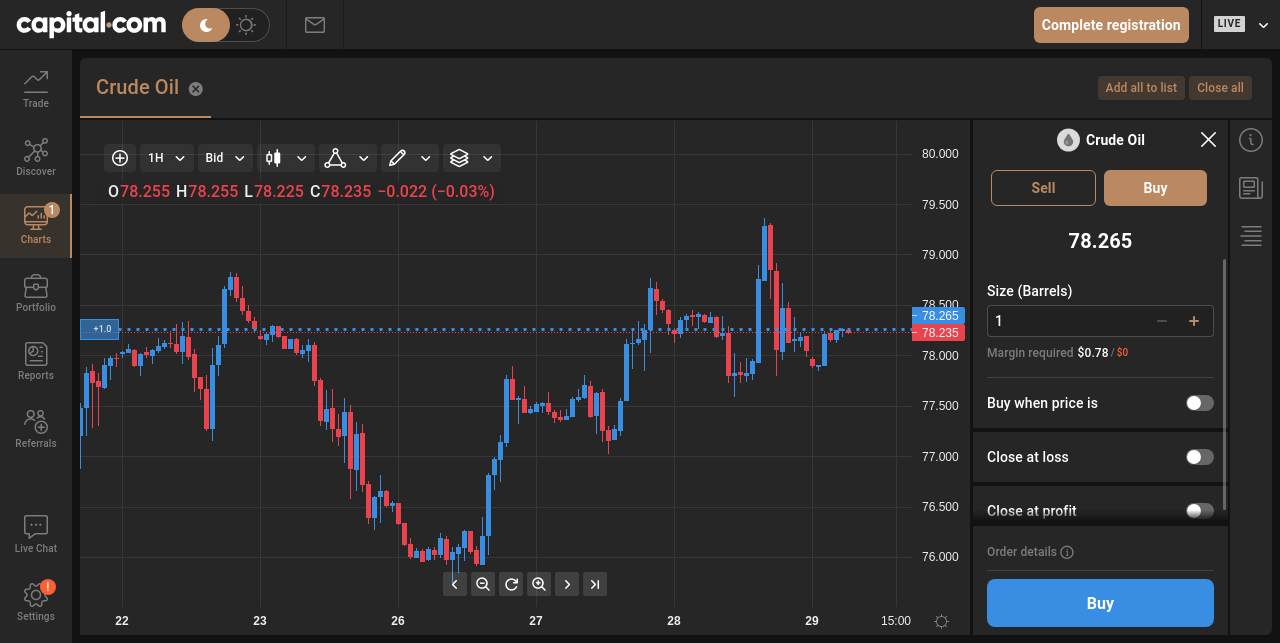 capital.com
Complete registration
LIVE
Trade
Discover
1
Charts
Portfolio
Reports
Referrals
Live Chat
!
Settings
Crude Oil
Add all to list
Close all
1H
Bid
O78.255 H78.255 L78.225 C78.235 −0.022 (−0.03%)
+1.0
80.000
79.500
79.000
78.500
78.265
78.235
78.000
77.500
77.000
76.500
76.000
22
23
26
27
28
29
15:00
Crude Oil
Sell
Buy
78.265
Size (Barrels)
1
Margin required $0.78 / $0
Buy when price is
Close at loss
Close at profit
Order details
Buy